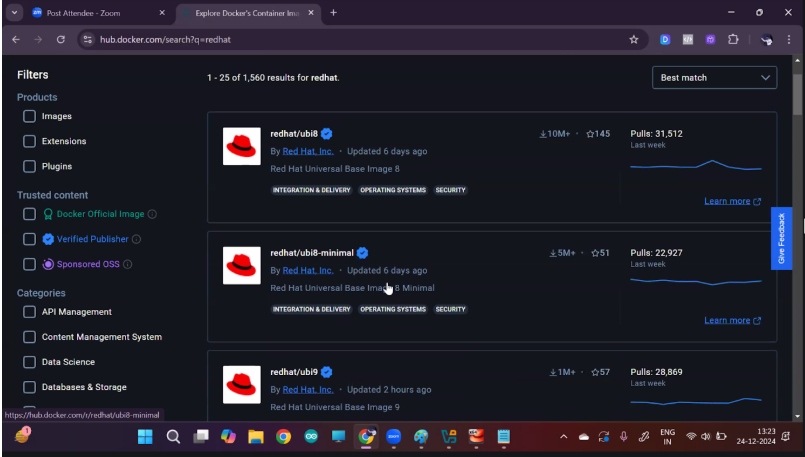 Post Attendee - Zoom
Explore Docker's Container Ima
hub.docker.com/search?q=redhat
Filters
1 - 25 of 1,560 results for redhat.
Best match
Products
Images
Extensions
Plugins
Trusted content
Docker Official Image
Verified Publisher
Sponsored OSS
Categories
API Management
Content Management System
Data Science
Databases & Storage
redhat/ubi8
10M+ · 145
By Red Hat, Inc. · Updated 6 days ago
Red Hat Universal Base Image 8
INTEGRATION & DELIVERY OPERATING SYSTEMS SECURITY
Pulls: 31,512
Last week
Learn more
redhat/ubi8-minimal
5M+ · 51
By Red Hat, Inc. · Updated 6 days ago
Red Hat Universal Base Image 8 Minimal
INTEGRATION & DELIVERY OPERATING SYSTEMS SECURITY
Pulls: 22,927
Last week
Learn more
redhat/ubi9
1M+ · 57
By Red Hat, Inc. · Updated 2 hours ago
Red Hat Universal Base Image 9
Pulls: 28,869
Last week
Give Feedback
https://hub.docker.com/r/redhat/ubi8-minimal
1
ENG
IN
13:23
24-12-2024